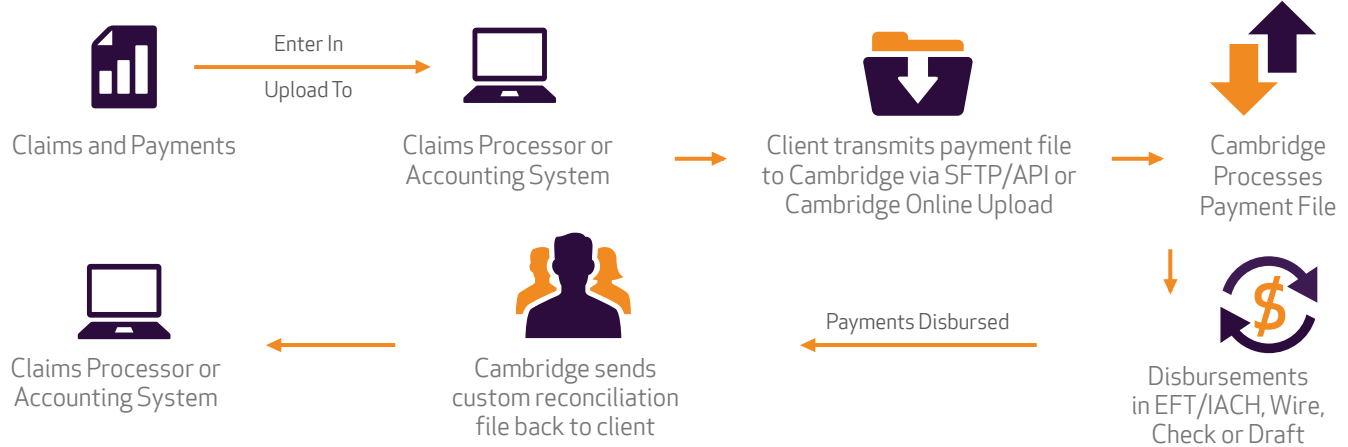 Enter In
Upload To
Claims and Payments
Claims Processor or
Accounting System
Client transmits payment file
to Cambridge via SFTP/API or
Cambridge Online Upload
Cambridge
Processes
Payment File
$
Disbursements
in EFT/IACH, Wire,
Check or Draft
Payments Disbursed
Cambridge sends
custom reconciliation
file back to client
Claims Processor or
Accounting System